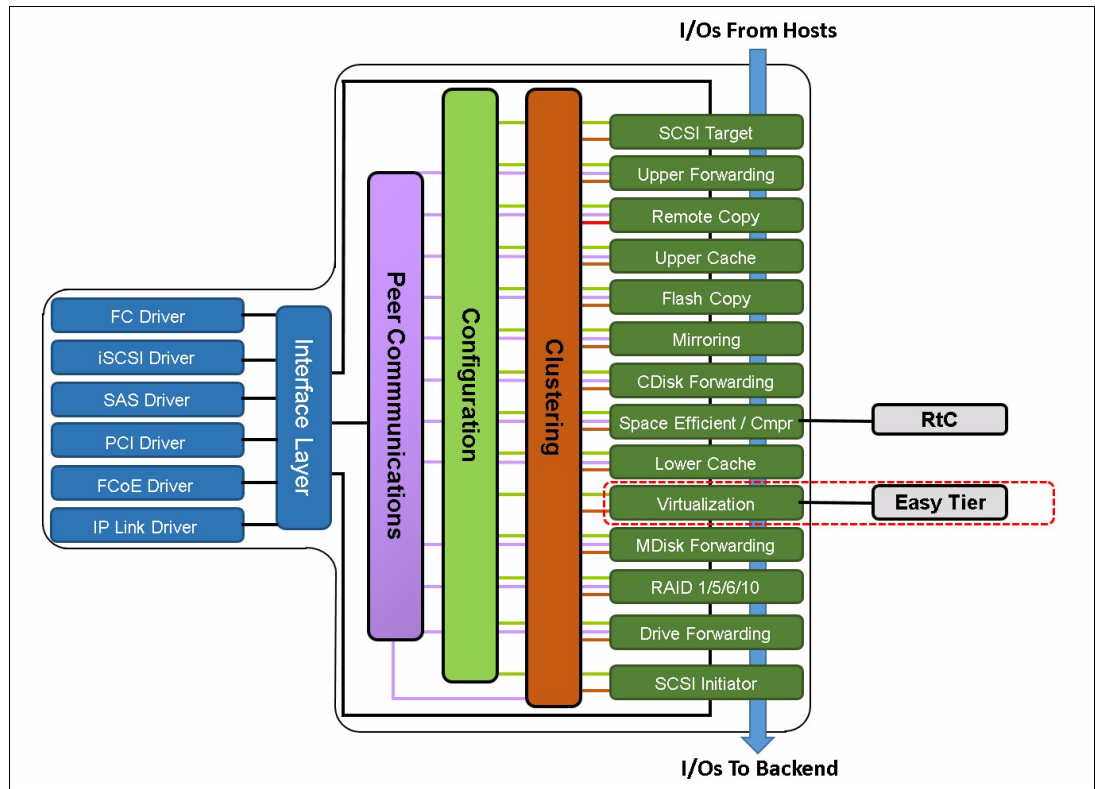 I/Os From Hosts
SCSI Target
Upper Forwarding
Remote Copy
Upper Cache
Flash Copy
Mirroring
CDisk Forwarding
Space Efficient / Cmpr
RtC
Lower Cache
Virtualization
Easy Tier
MDisk Forwarding
RAID 1/5/6/10
Drive Forwarding
SCSI Initiator
Clustering
Configuration
Peer Commmunications
Interface Layer
FC Driver
iSCSI Driver
SAS Driver
PCI Driver
FCoE Driver
IP Link Driver
I/Os To Backend